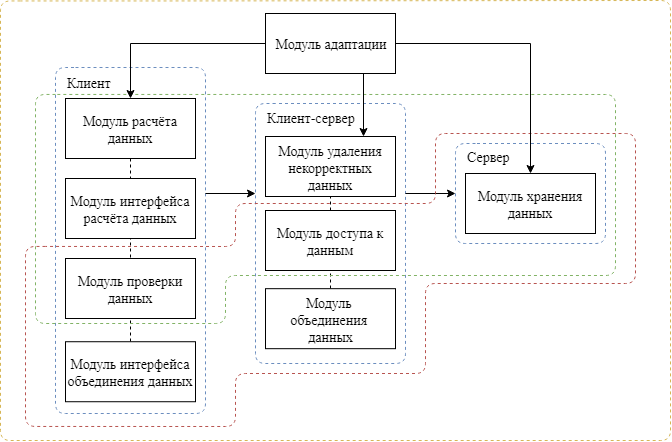 Модуль адаптации
Клиент
Модуль расчёта
данных
Модуль интерфейса
расчёта данных
Модуль проверки
данных
Модуль интерфейса
объединения данных
Клиент-сервер
Модуль удаления
некорректных
данных
Модуль доступа к
данным
Модуль
объединения
данных
Сервер
Модуль хранения
данных